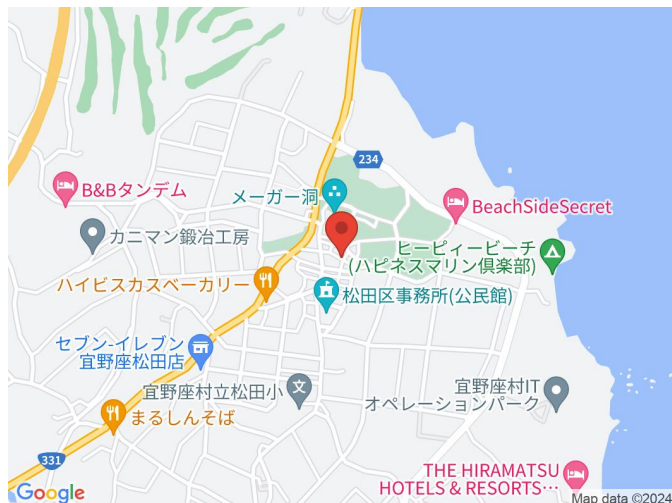 234
メーガー洞
B&Bタンデム
BeachSideSecret
カニマン鍛冶工房
ヒーピィービーチ
(ハピネスマリン倶楽部)
ハイビスカスベーカリー
松田区事務所(公民館)
セブン-イレブン
宜野座松田店
宜野座村立松田小
文
宜野座村IT
オペレーションパーク
まるしんそば
331
THE HIRAMATSU
HOTELS & RESORTS…
Google
Map data ©2024